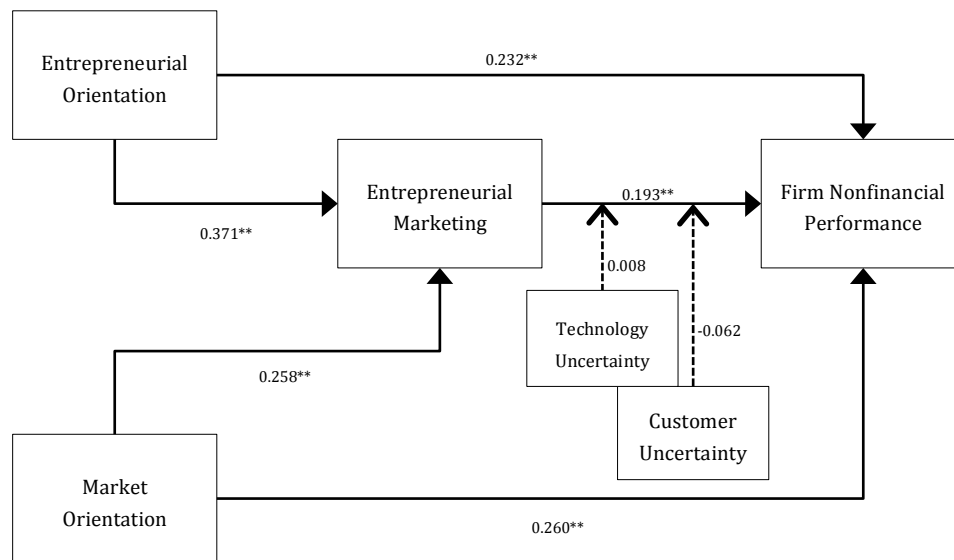 Entrepreneurial
Orientation
0.232**
Entrepreneurial
Marketing
0.193**
Firm Nonfinancial
Performance
0.371**
0.008
Technology
Uncertainty
-0.062
0.258**
Customer
Uncertainty
Market
Orientation
0.260**